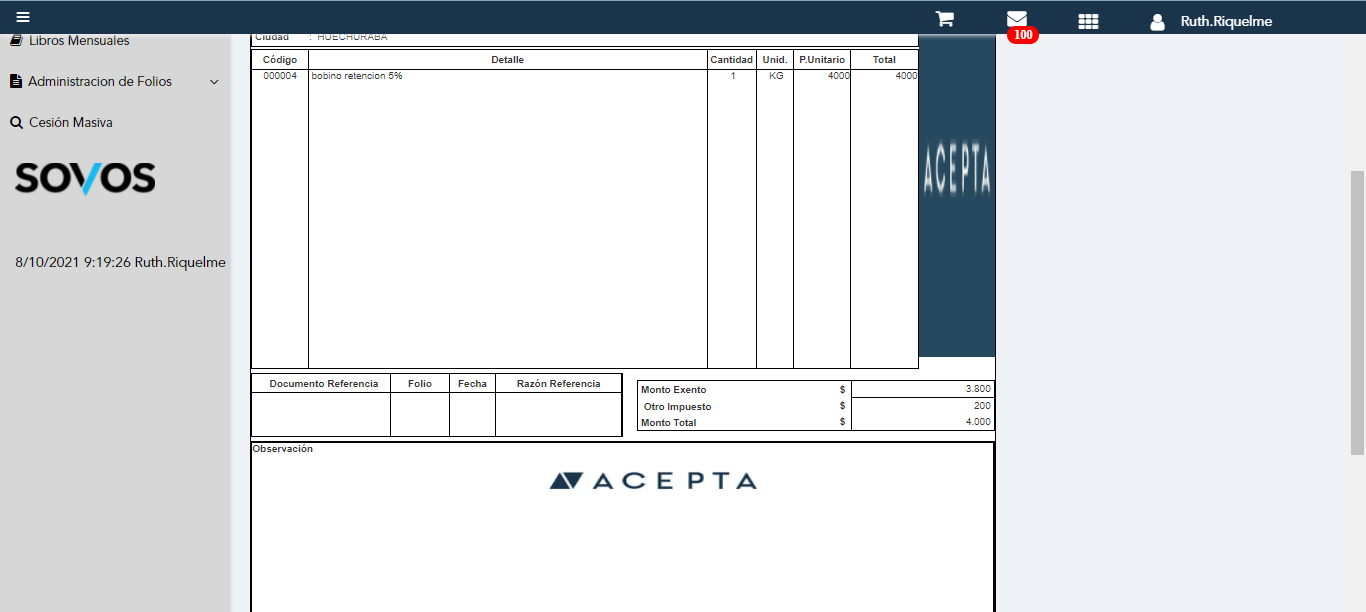 Ruth.Riquelme
100
Libros Mensuales
Administracion de Folios
Cesión Masiva
SOVOS
8/10/2021 9:19:26 Ruth.Riquelme
Ciudad : HUECHURABA
Código Detalle Cantidad Unid. P.Unitario Total
000004 bobino retencion 5% 1 KG 4000 4000
ACEPTA
Documento Referencia Folio Fecha Razón Referencia
Monto Exento $ 3.800
Otro Impuesto $ 200
Monto Total $ 4.000
Observación
ACEPTA